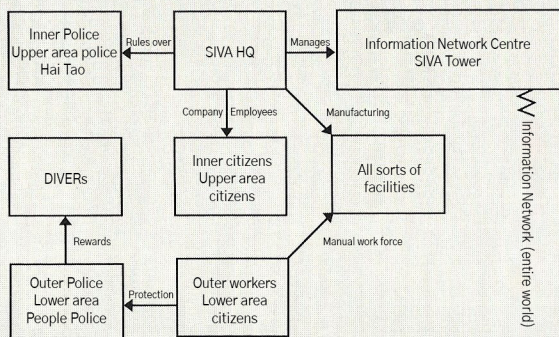 Inner Police
Upper area police
Hai Tao
Rules over
SIVA HQ
Manages
Information Network Centre
SIVA Tower
Company
Employees
Manufacturing
Information Network (entire world)
DIVERs
Inner citizens
Upper area
citizens
All sorts of
facilities
Rewards
Manual work force
Outer Police
Lower area
People Police
Protection
Outer workers
Lower area
citizens